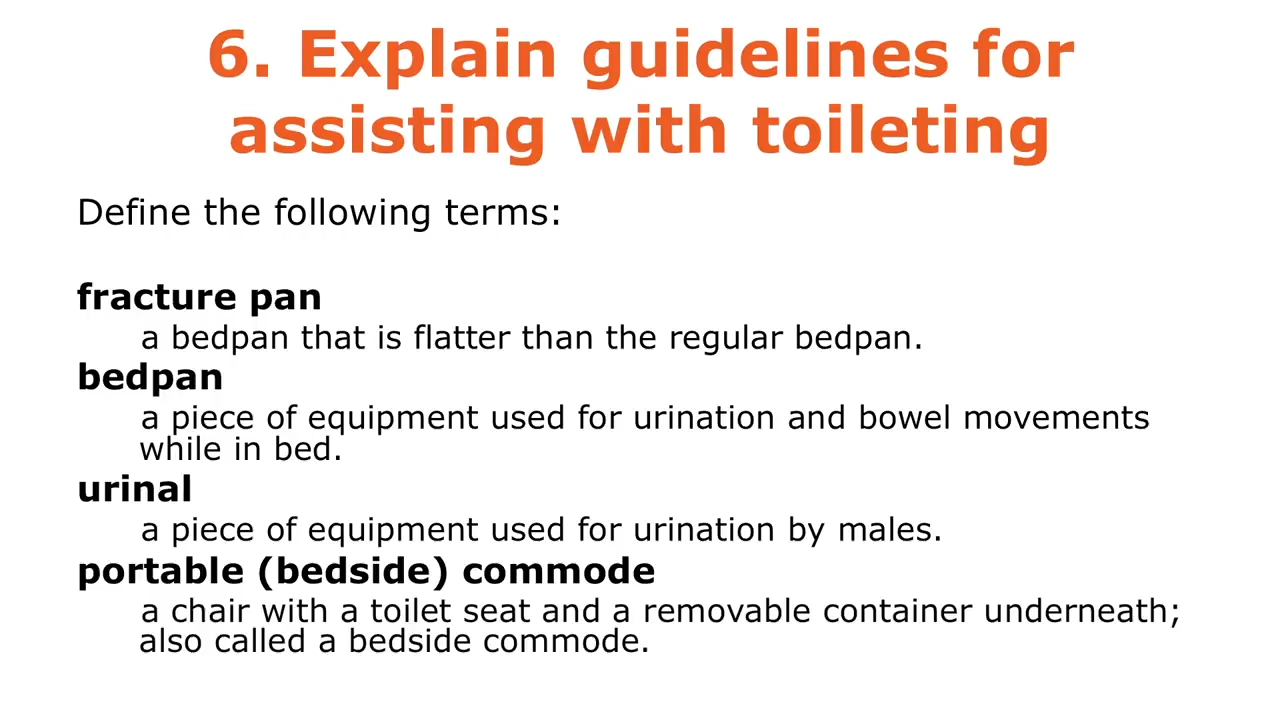 6. Explain guidelines for
assisting with toileting
Define the following terms:
fracture pan
a bedpan that is flatter than the regular bedpan.
bedpan
a piece of equipment used for urination and bowel movements
while in bed.
urinal
a piece of equipment used for urination by males.
portable (bedside) commode
a chair with a toilet seat and a removable container underneath;
also called a bedside commode.